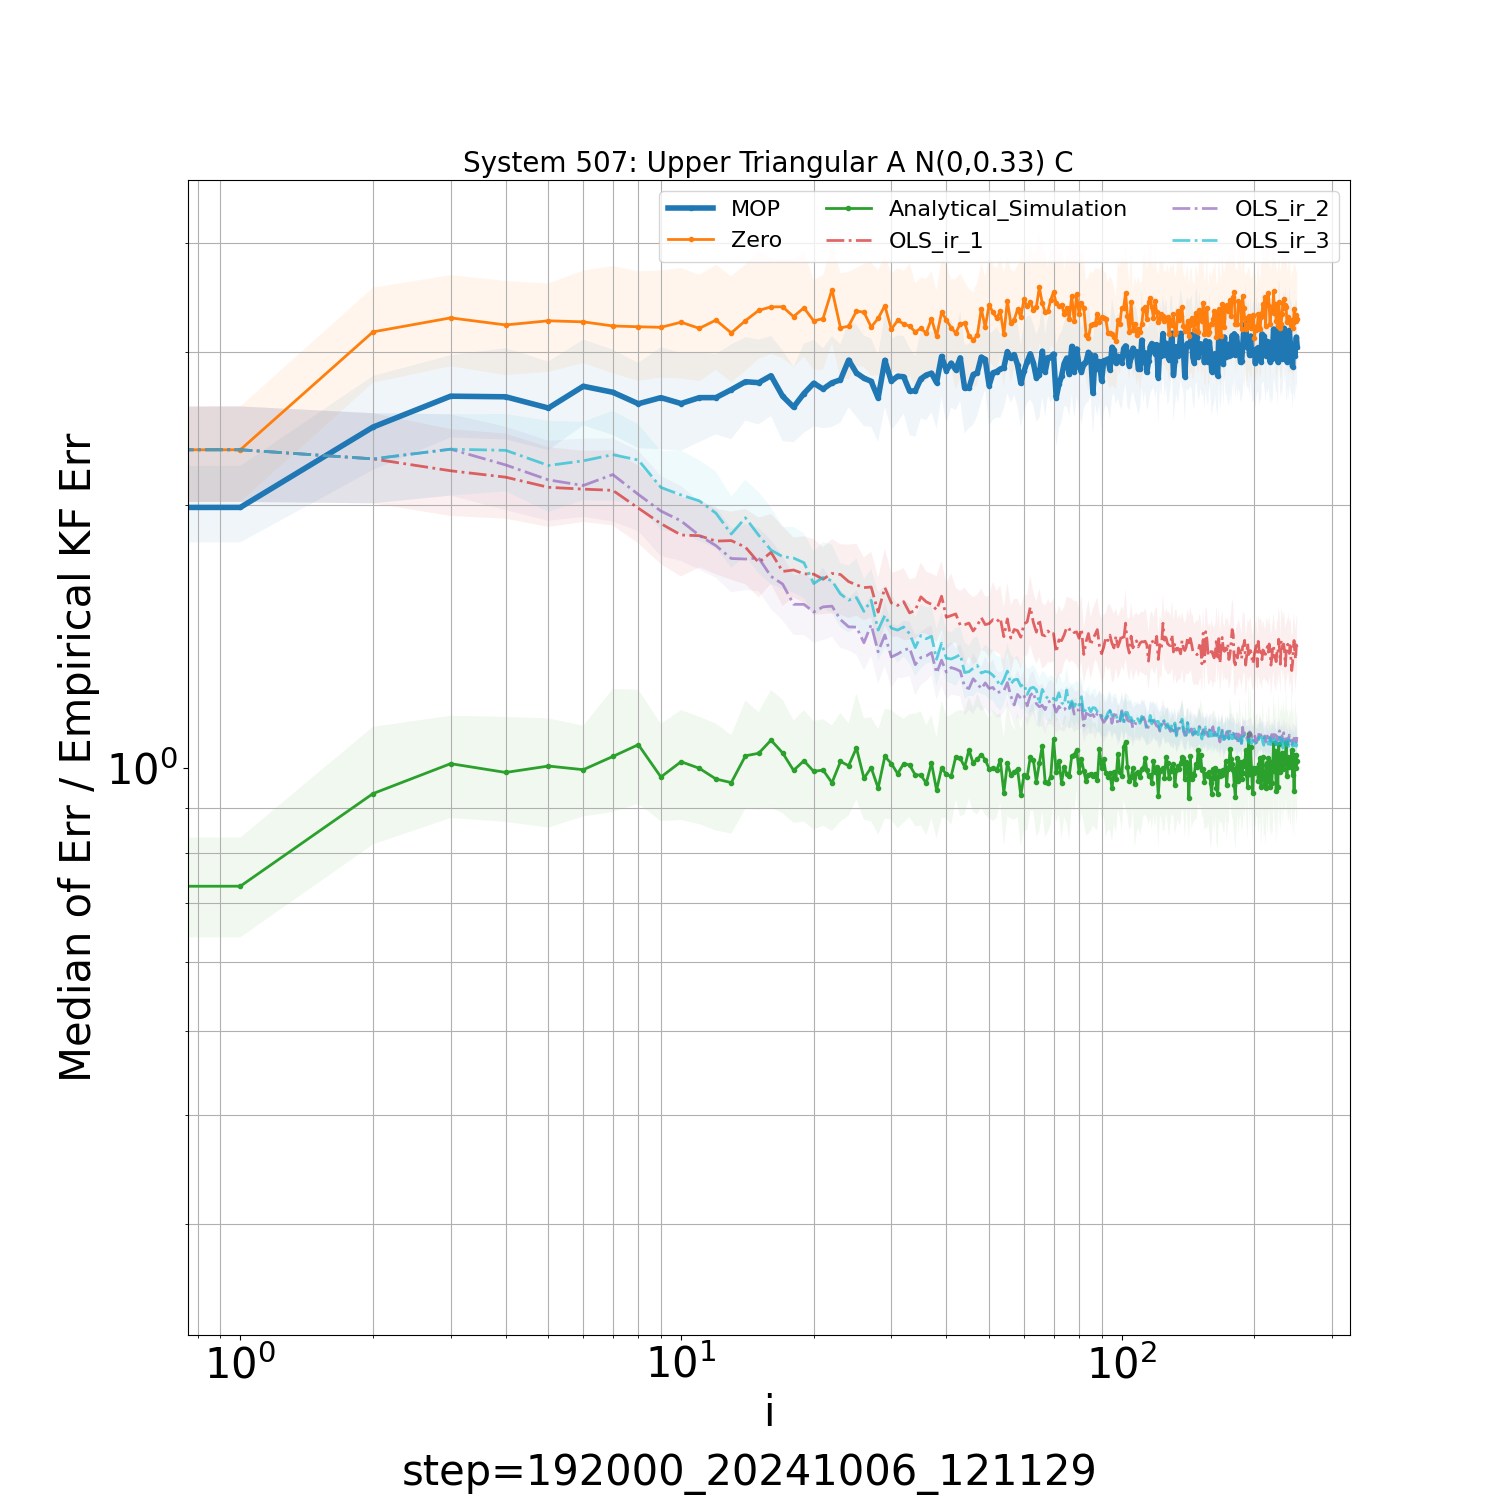 System 507: Upper Triangular A N(0,0.33) C
MOP
Zero
Analytical_Simulation
OLS_ir_1
OLS_ir_2
OLS_ir_3
Median of Err / Empirical KF Err
10⁰
10⁰ 10¹ 10²
i
step=192000_20241006_121129